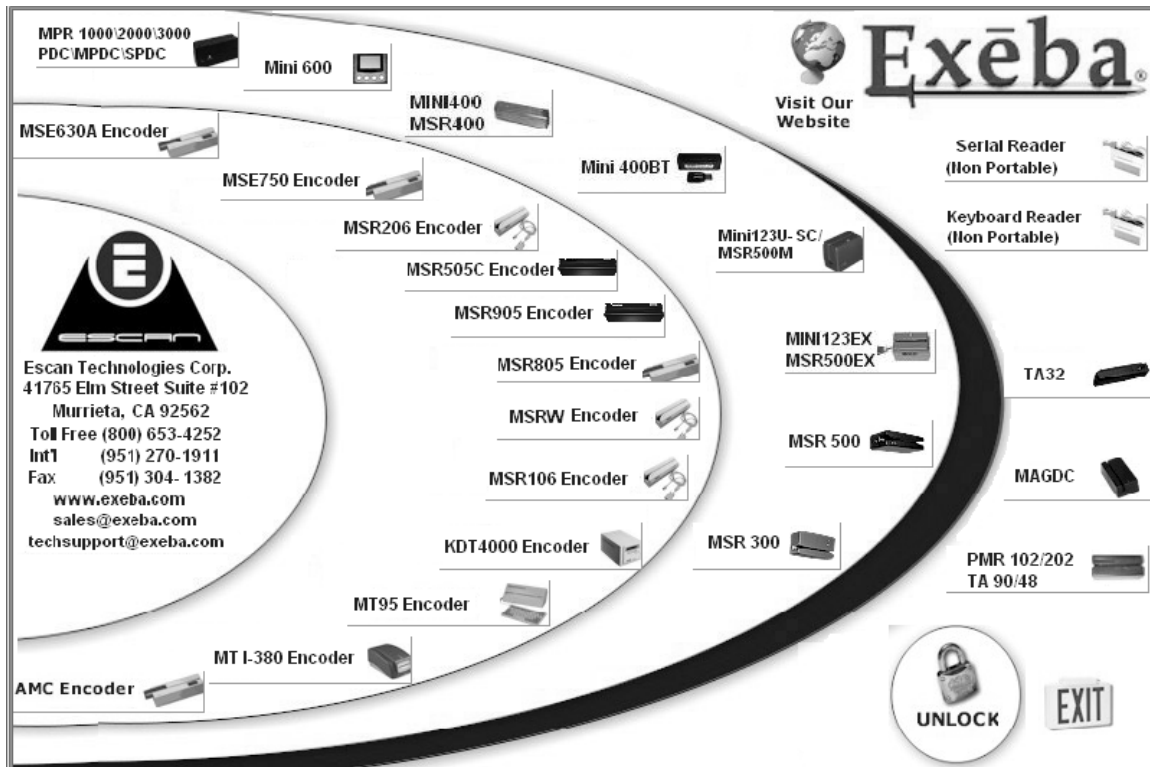 MPR 1000\2000\3000
PDC\MPDC\SPDC
Mini 600
MINI400
MSR400
Mini 400BT
Mini123U-SC/
MSR500M
MINI123EX
MSR500EX
MSR 500
MSR 300
MSE630A Encoder
MSE750 Encoder
MSR206 Encoder
MSR505C Encoder
MSR905 Encoder
MSR805 Encoder
MSRW Encoder
MSR106 Encoder
KDT4000 Encoder
MT95 Encoder
MT I-380 Encoder
AMC Encoder
E
ESCAN
Escan Technologies Corp.
41765 Elm Street Suite #102
Murrieta, CA 92562
Toll Free (800) 653-4252
Int'l (951) 270-1911
Fax (951) 304-1382
www.exeba.com
sales@exeba.com
techsupport@exeba.com
Visit Our
Website
Exēba®
Serial Reader
(Non Portable)
Keyboard Reader
(Non Portable)
TA32
MAGDC
PMR 102/202
TA 90/48
UNLOCK
EXIT